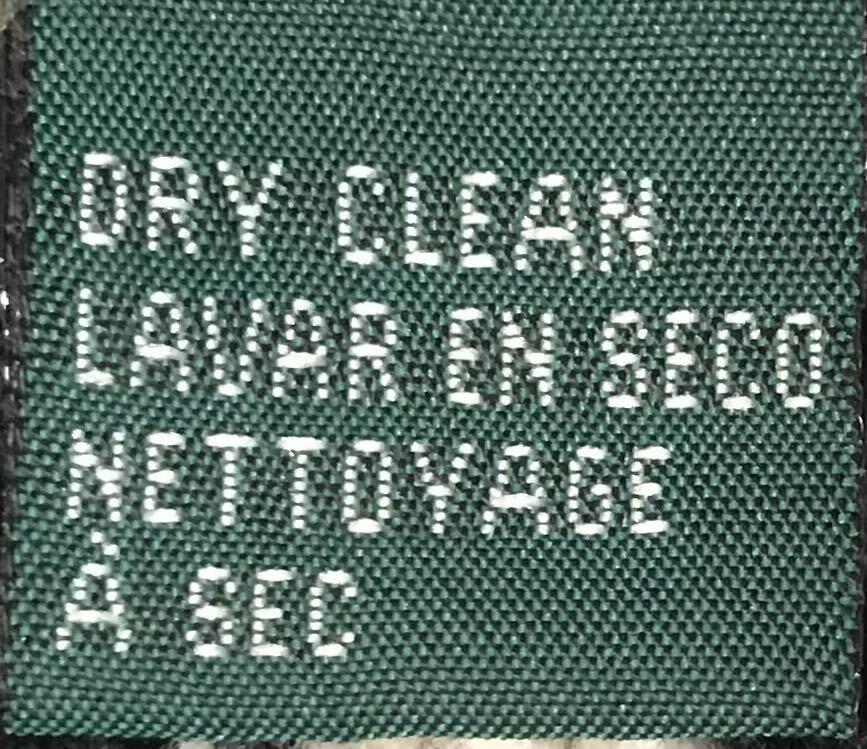 DRY CLEAN
LAVAR EN SECO
NETTOYAGE
À SEC